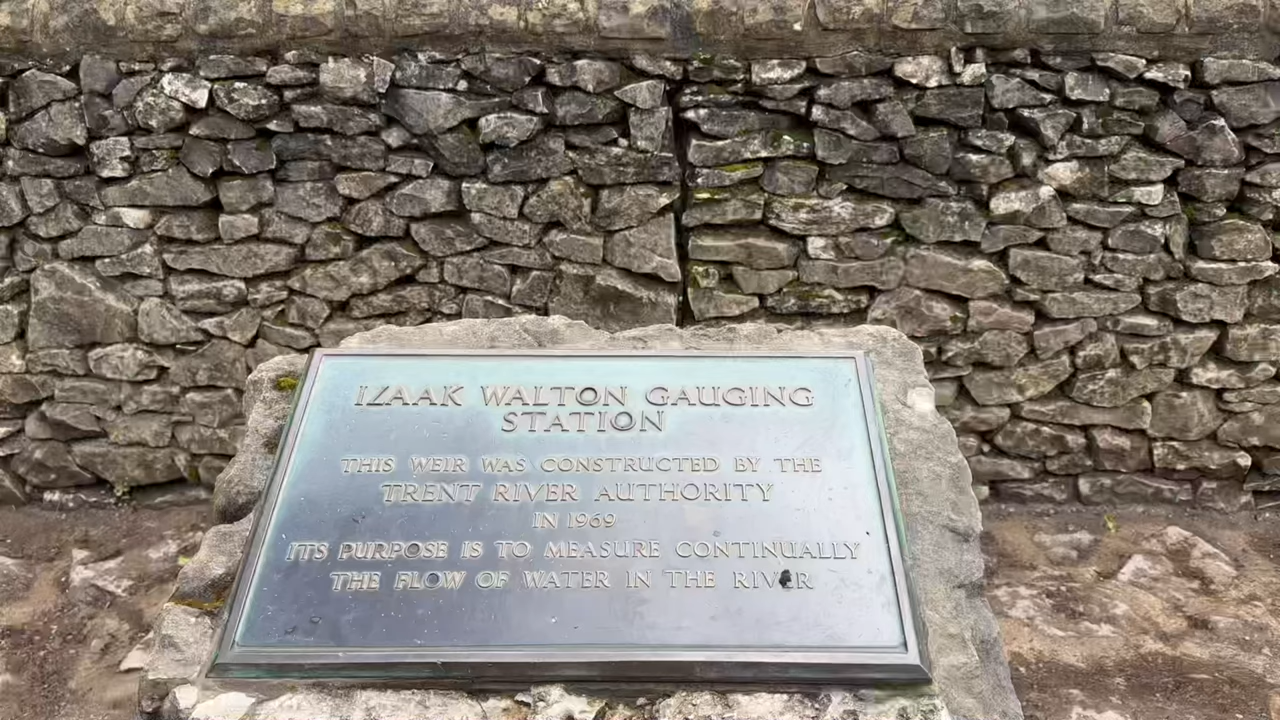 IZAAK WALTON GAUGING
STATION
THIS WEIR WAS CONSTRUCTED BY THE
TRENT RIVER AUTHORITY
IN 1969
ITS PURPOSE IS TO MEASURE CONTINUALLY
THE FLOW OF WATER IN THE RIVER